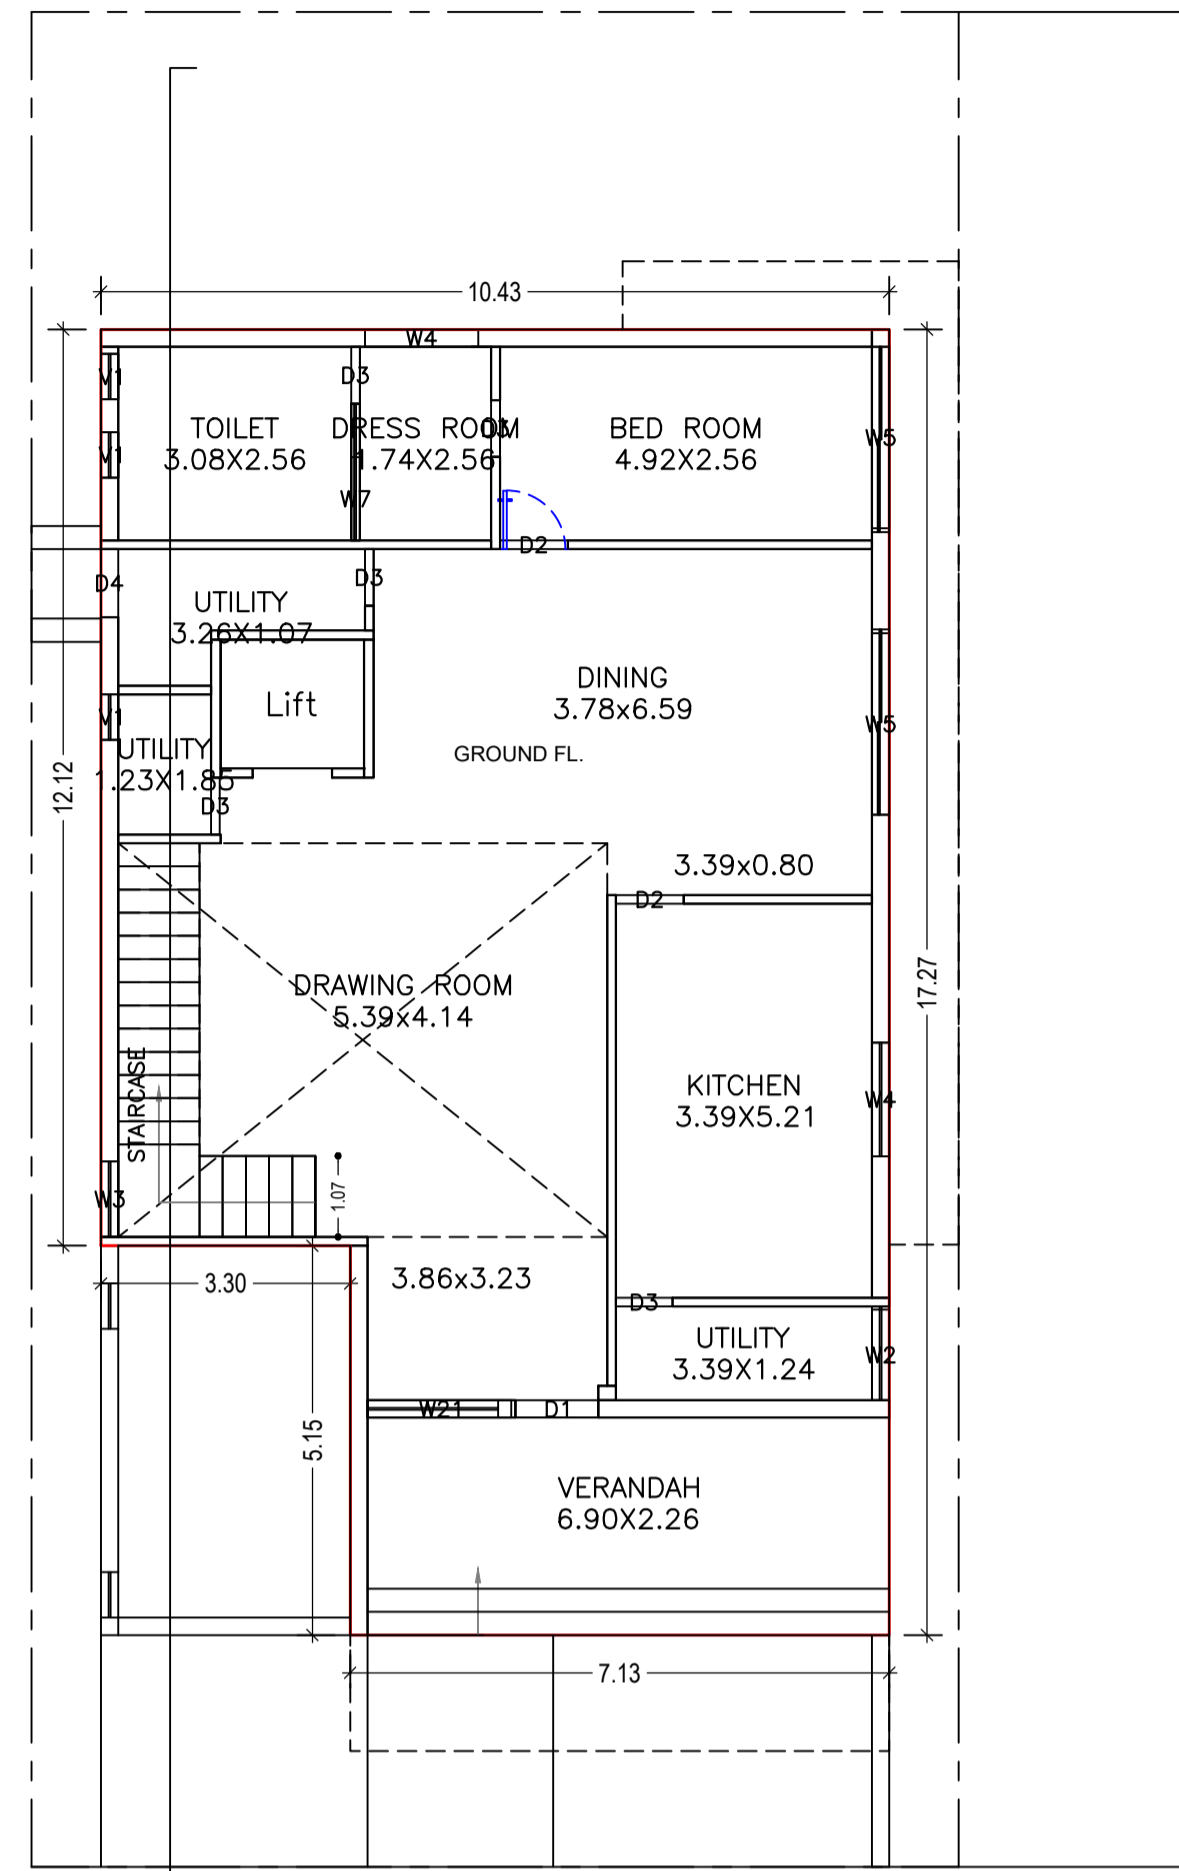 10.43
W4
V1
D3
TOILET
3.08X2.56
DRESS ROOM
1.74X2.56
D3
BED ROOM
4.92X2.56
W5
V1
W7
D2
D4
D3
UTILITY
3.26X1.07
Lift
DINING
3.78x6.59
W5
V1
UTILITY
1.23X1.85
GROUND FL.
12.12
D3
3.39x0.80
D2
DRAWING ROOM
5.39x4.14
17.27
STAIRCASE
KITCHEN
3.39X5.21
W4
W3
1.07
3.30
3.86x3.23
D3
UTILITY
3.39X1.24
W2
5.15
W21
D1
VERANDAH
6.90X2.26
7.13